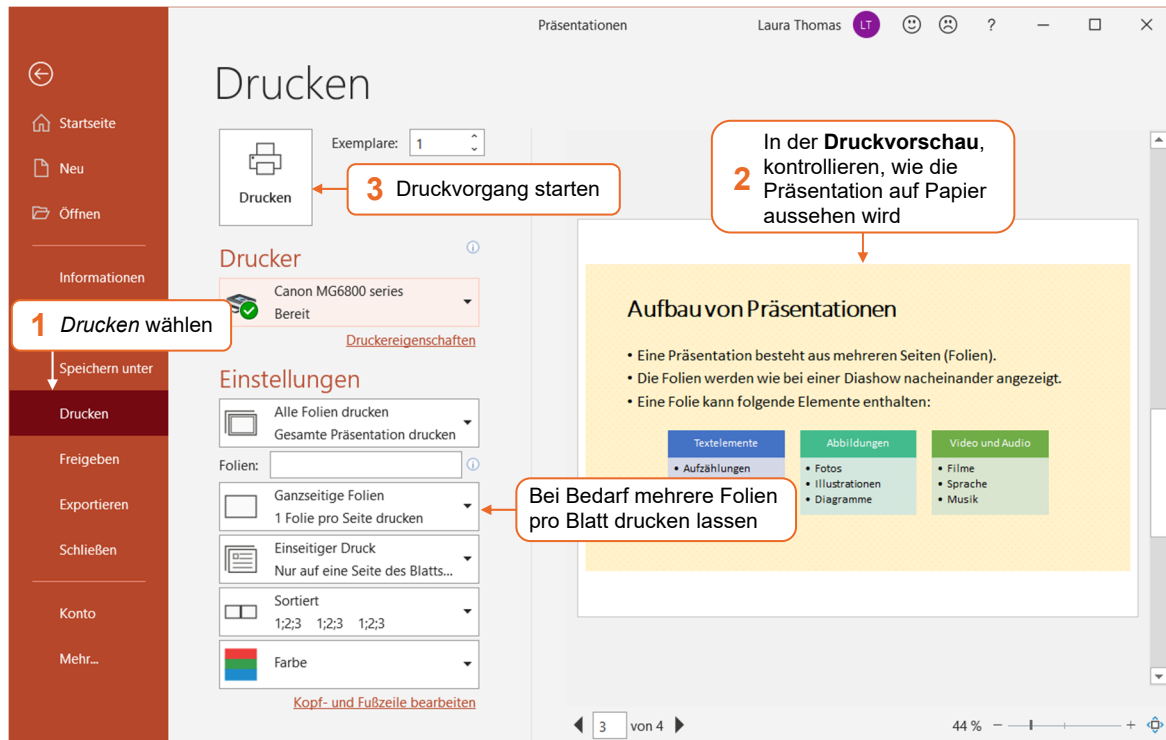 Präsentationen
Laura Thomas LT ?
Drucken
Startseite
Neu
Öffnen
Informationen
1 Drucken wählen
Speichern unter
Drucken
Freigeben
Exportieren
Schließen
Konto
Mehr...
Exemplare: 1
Drucken
3 Druckvorgang starten
Drucker
Canon MG6800 series
Bereit
Druckereigenschaften
Einstellungen
Alle Folien drucken
Gesamte Präsentation drucken
Folien:
Ganzseitige Folien
1 Folie pro Seite drucken
Bei Bedarf mehrere Folien
pro Blatt drucken lassen
Einseitiger Druck
Nur auf eine Seite des Blatts...
Sortiert
1;2;3 1;2;3 1;2;3
Farbe
Kopf- und Fußzeile bearbeiten
2 In der Druckvorschau,
kontrollieren, wie die
Präsentation auf Papier
aussehen wird
Aufbau von Präsentationen
• Eine Präsentation besteht aus mehreren Seiten (Folien).
• Die Folien werden wie bei einer Diashow nacheinander angezeigt.
• Eine Folie kann folgende Elemente enthalten:
Textelemente
• Aufzählungen
Abbildungen
• Fotos
• Illustrationen
• Diagramme
Video und Audio
• Filme
• Sprache
• Musik
3 von 4
44 %